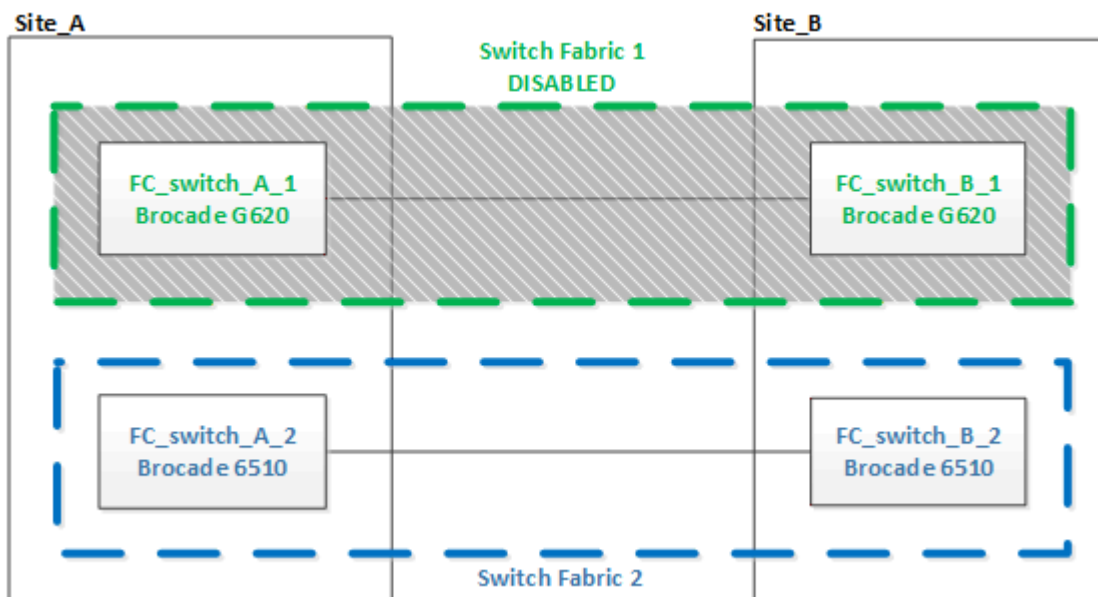 Site_A
Site_B
Switch Fabric 1
DISABLED
FC_switch_A_1
Brocade G620
FC_switch_B_1
Brocade G620
FC_switch_A_2
Brocade 6510
FC_switch_B_2
Brocade 6510
Switch Fabric 2